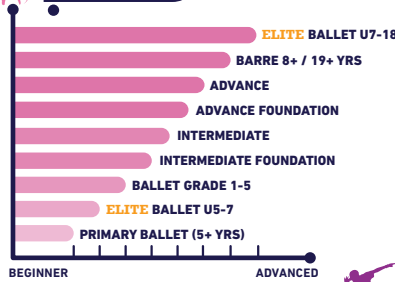 ELITE BALLET U7-18
BARRE 8+ / 19+ YRS
ADVANCE
ADVANCE FOUNDATION
INTERMEDIATE
INTERMEDIATE FOUNDATION
BALLET GRADE 1-5
ELITE BALLET U5-7
PRIMARY BALLET (5+ YRS)
BEGINNER ADVANCED